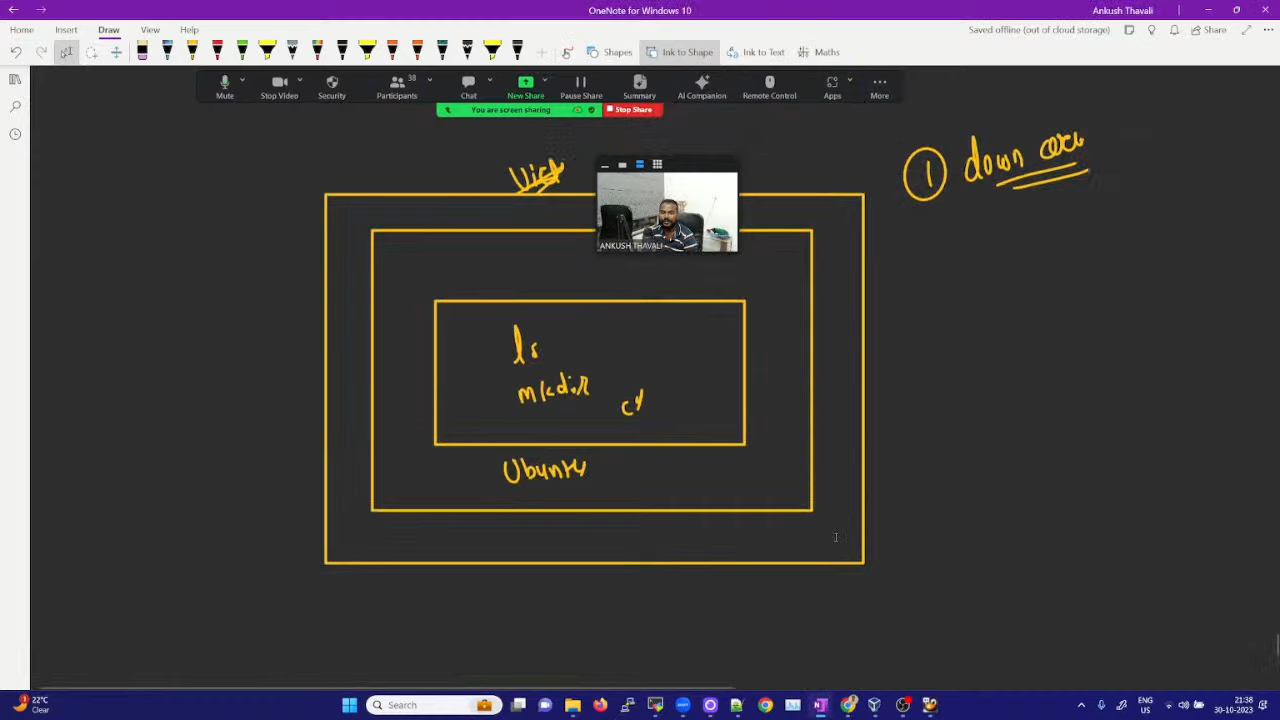 OneNote for Windows 10
Ankush Thavali
Home Insert Draw View Help
Saved offline (out of cloud storage) Share
Shapes Ink to Shape Ink to Text Maths
38
Mute Stop Video Security Participants Chat New Share Pause Share Summary AI Companion Remote Control Apps More
You are screen sharing Stop Share
1 down
ANKUSH THAVALI
ls
mkdir
Ubuntu
1 22°C
Clear
Search
ENG
US
21:38
30-10-2023